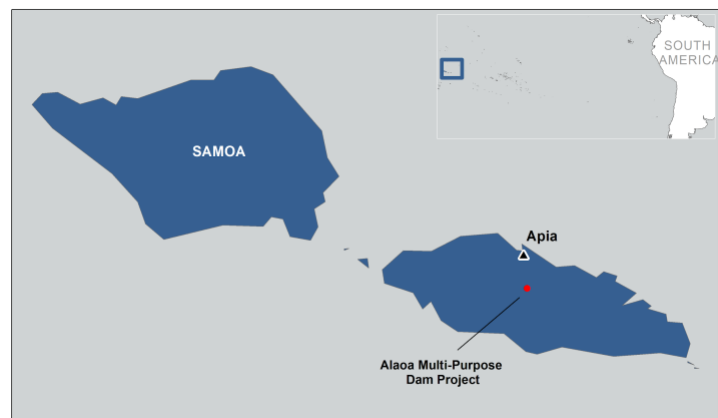 SOUTH
AMERICA
SAMOA
Apia
Alaoa Multi-Purpose
Dam Project